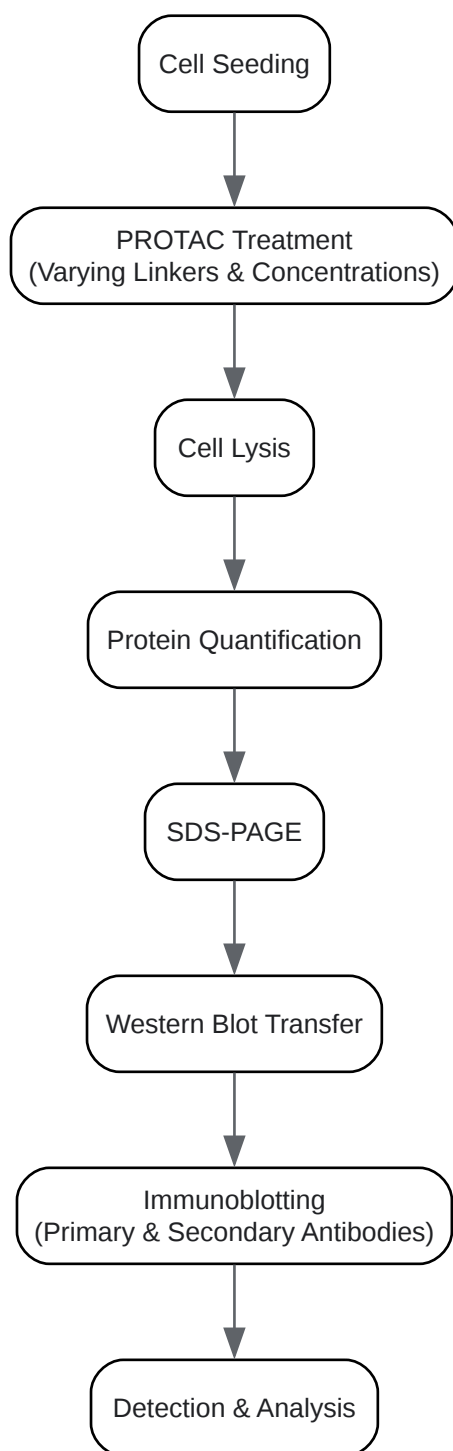 Cell Seeding
PROTAC Treatment
(Varying Linkers & Concentrations)
Cell Lysis
Protein Quantification
SDS-PAGE
Western Blot Transfer
Immunoblotting
(Primary & Secondary Antibodies)
Detection & Analysis